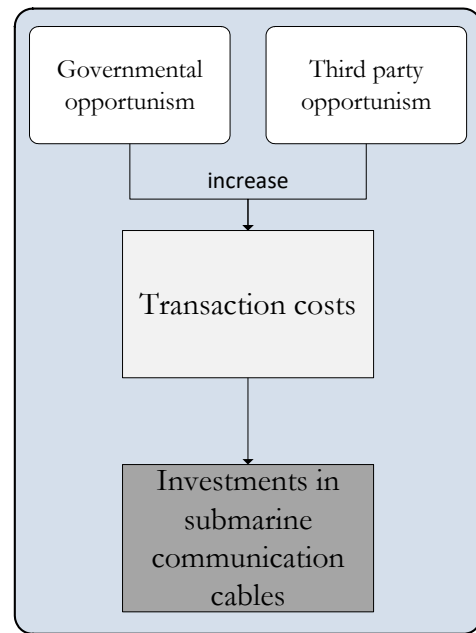 Governmental
opportunism
Third party
opportunism
increase
Transaction costs
Investments in
submarine
communication
cables